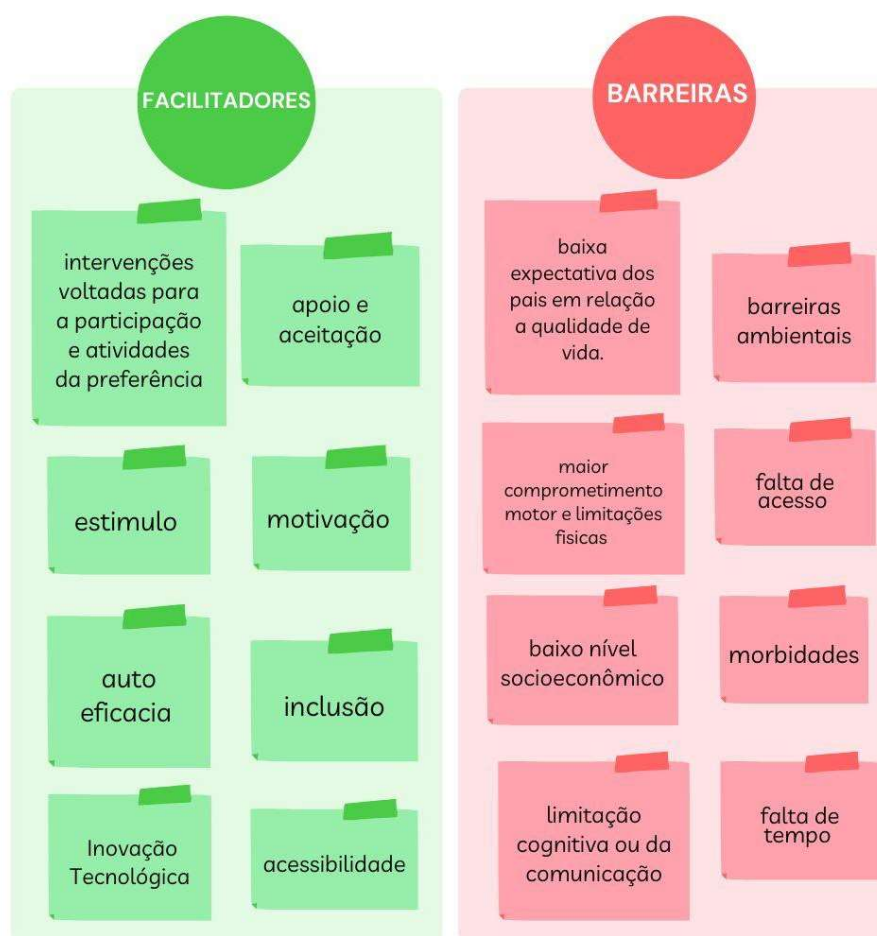 FACILITADORES
intervenções
voltadas para
a participação
e atividades
da preferência
apoio e
aceitação
estimulo
motivação
auto
eficacia
inclusão
Inovação
Tecnológica
acessibilidade
BARREIRAS
baixa
expectativa dos
pais em relação
a qualidade de
vida.
barreiras
ambientais
maior
comprometimento
motor e limitações
fisicas
falta de
acesso
baixo nível
socioeconômico
morbidades
limitação
cognitiva ou da
comunicação
falta de
tempo